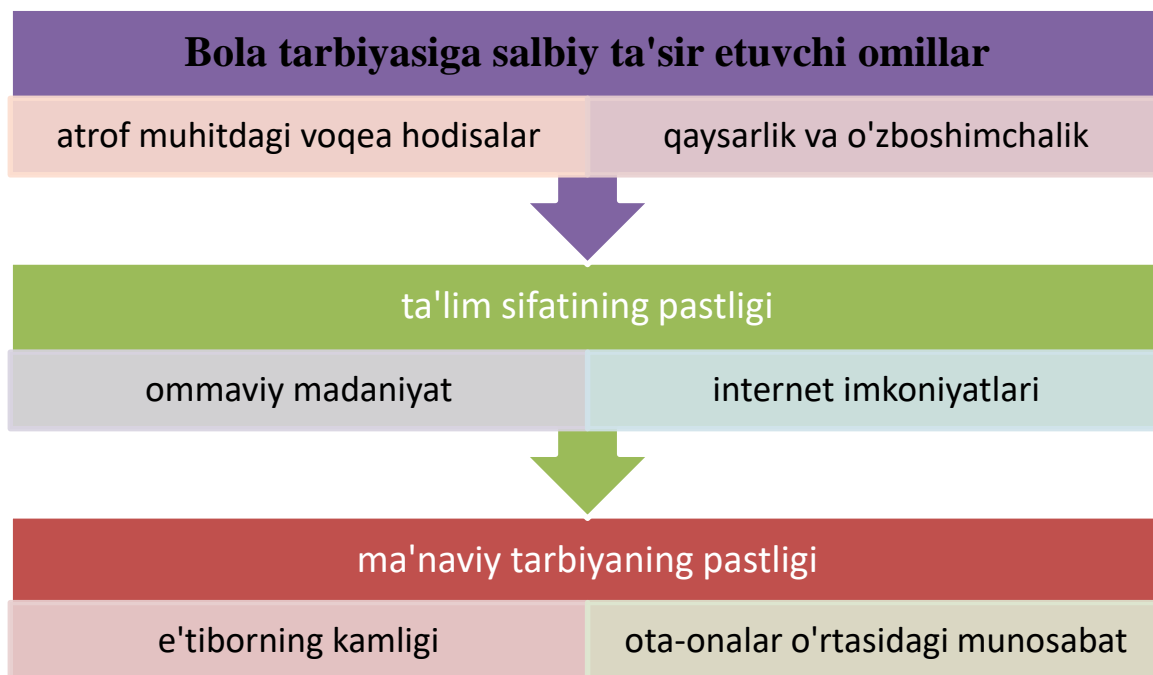 Bola tarbiyasiga salbiy ta'sir etuvchi omillar
atrof muhitdagi voqea hodisalar
qaysarlik va o'zboshimchalik
ta'lim sifatining pastligi
ommaviy madaniyat
internet imkoniyatlari
ma'naviy tarbiyaning pastligi
e'tiborning kamligi
ota-onalar o'rtasidagi munosabat